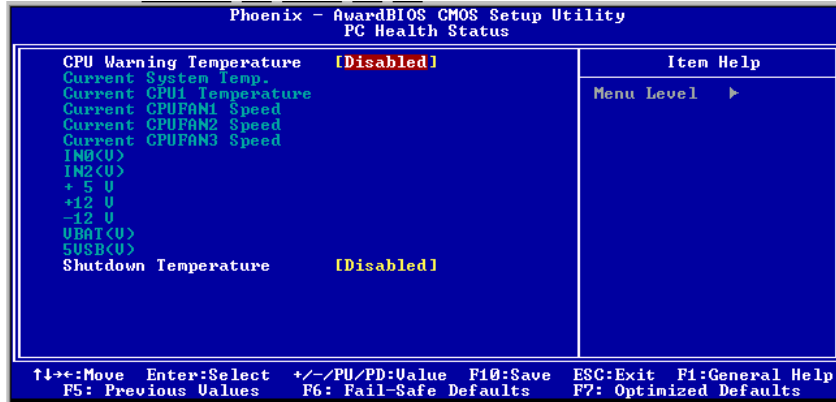 Phoenix - AwardBIOS CMOS Setup Utility
PC Health Status
CPU Warning Temperature [Disabled]
Current System Temp.
Current CPU1 Temperature
Current CPUFAN1 Speed
Current CPUFAN2 Speed
Current CPUFAN3 Speed
IN0(V)
IN2(V)
+ 5 V
+12 V
-12 V
VBAT(V)
5VSB(V)
Shutdown Temperature [Disabled]
Item Help
Menu Level ►
↑↓→←:Move Enter:Select +/-/PU/PD:Value F10:Save ESC:Exit F1:General Help
F5: Previous Values F6: Fail-Safe Defaults F7: Optimized Defaults